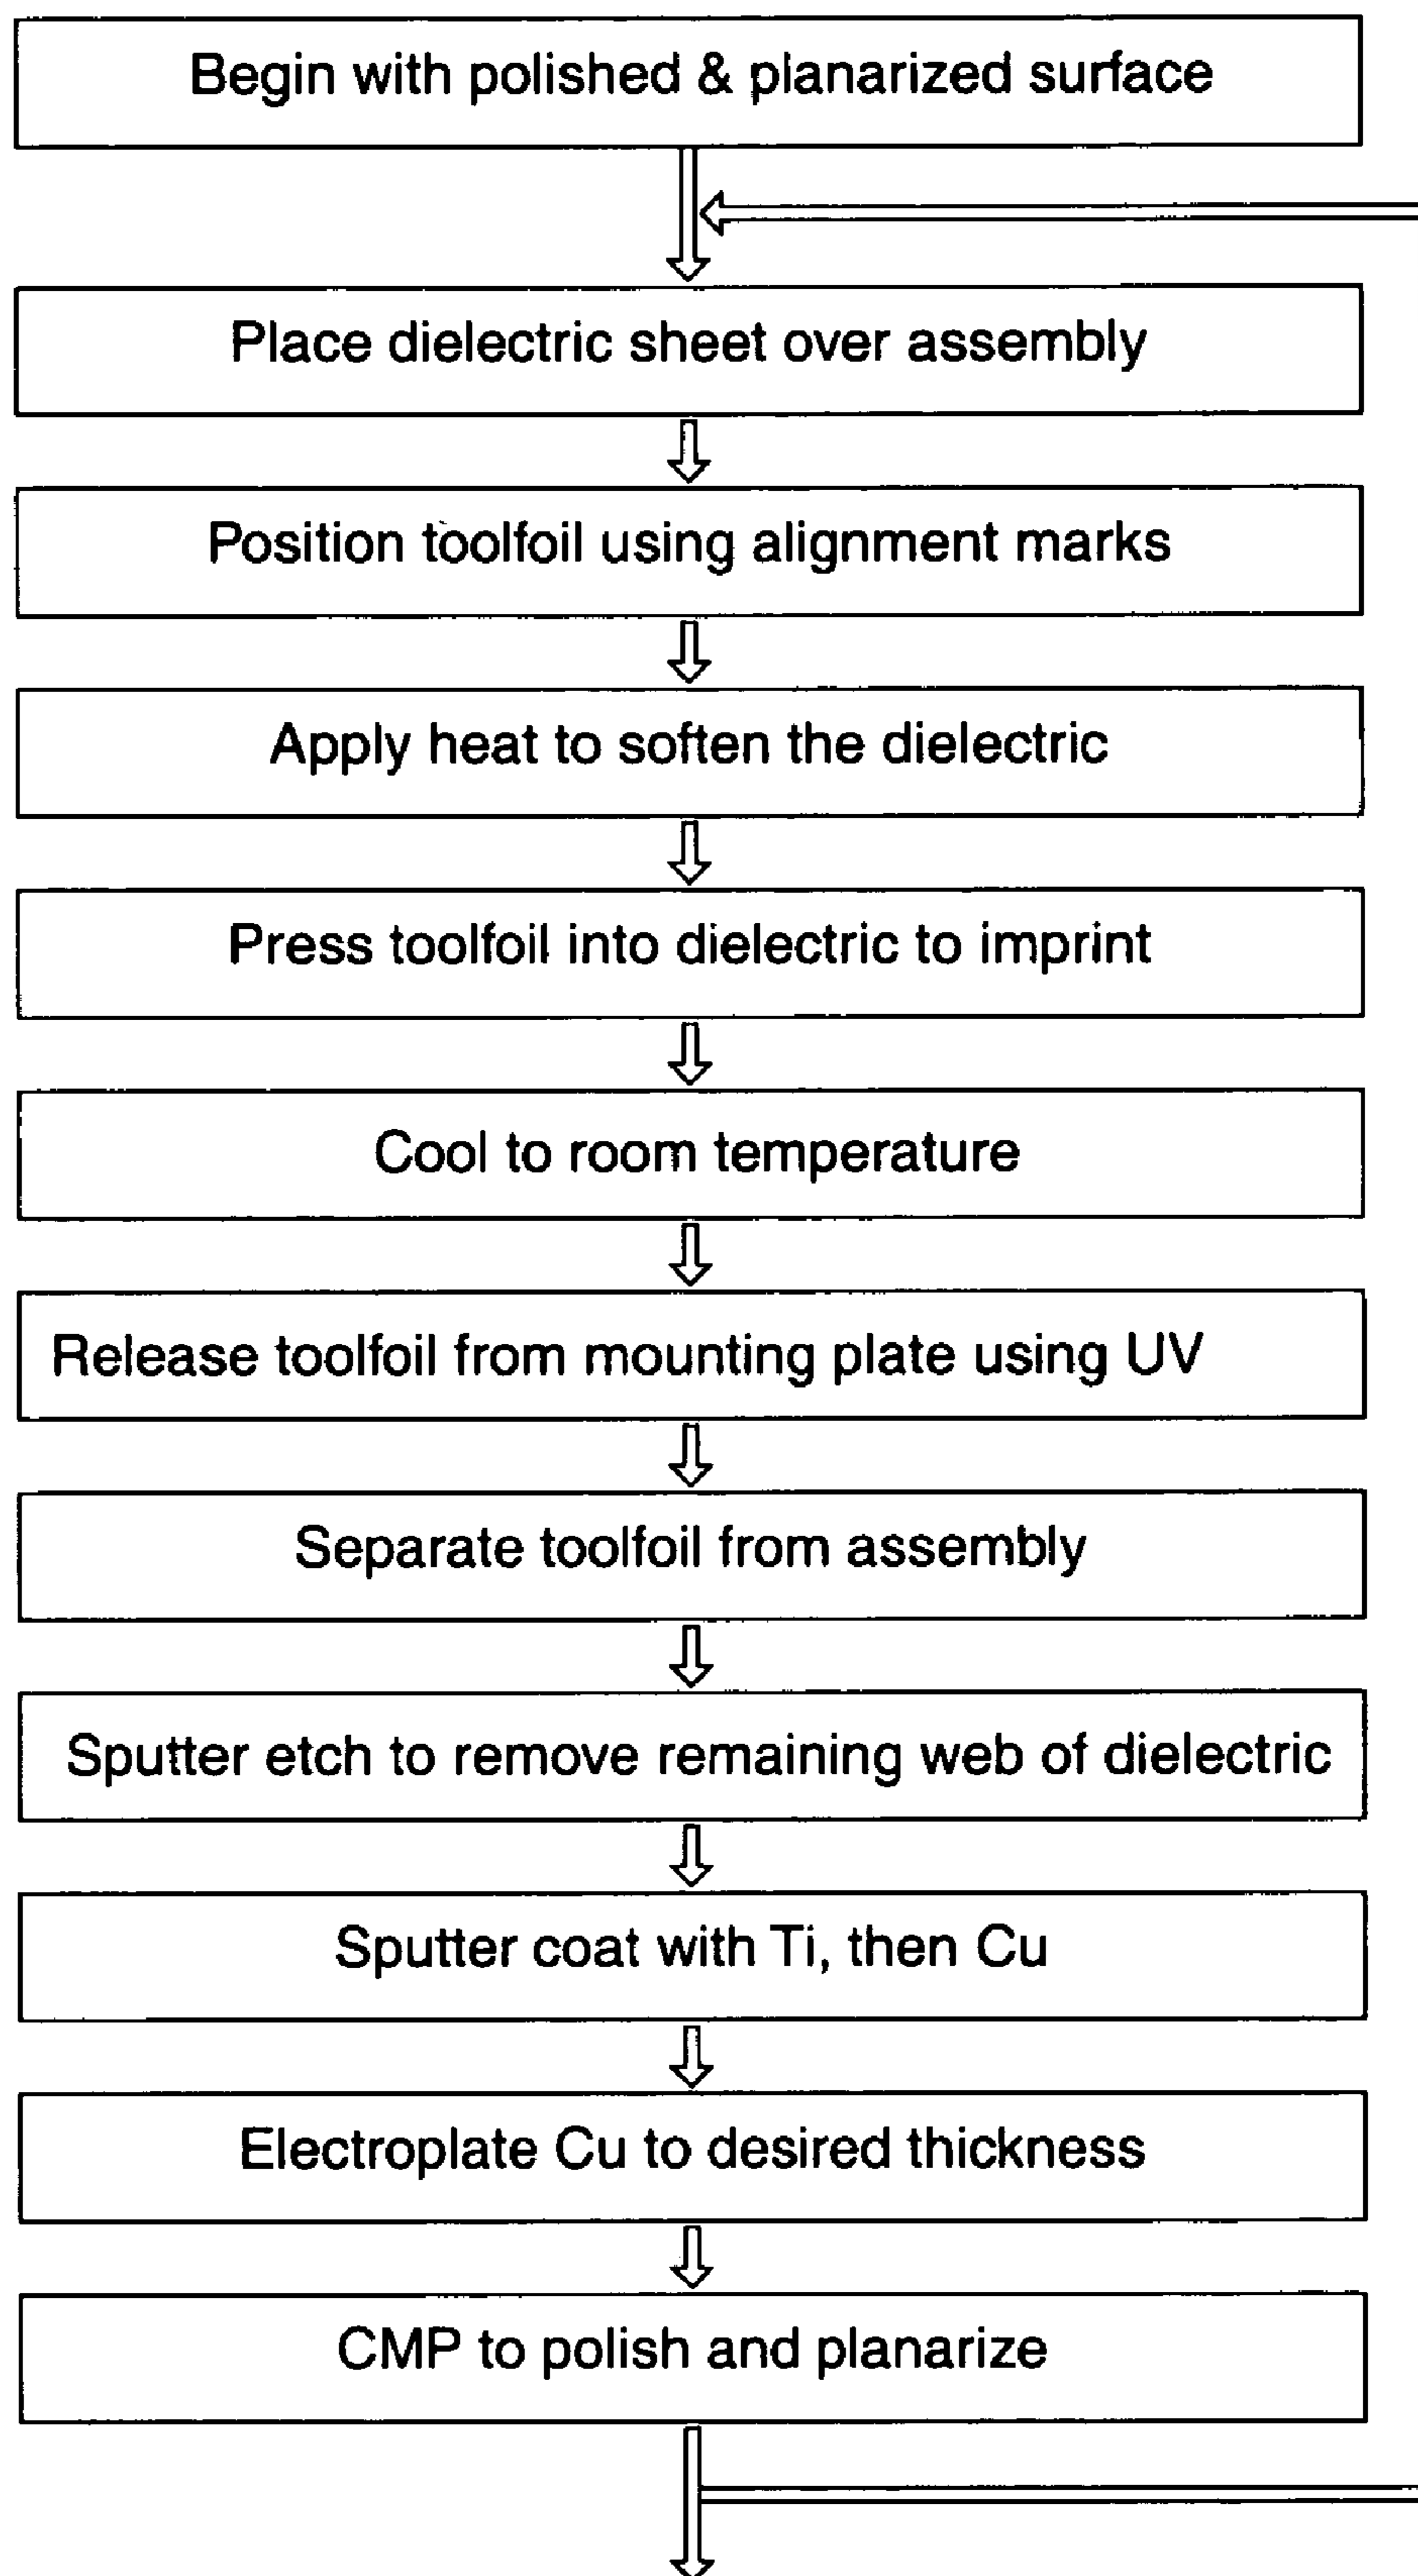 Begin with polished & planarized surface
Place dielectric sheet over assembly
Position toolfoil using alignment marks
Apply heat to soften the dielectric
Press toolfoil into dielectric to imprint
Cool to room temperature
Release toolfoil from mounting plate using UV
Separate toolfoil from assembly
Sputter etch to remove remaining web of dielectric
Sputter coat with Ti, then Cu
Electroplate Cu to desired thickness
CMP to polish and planarize